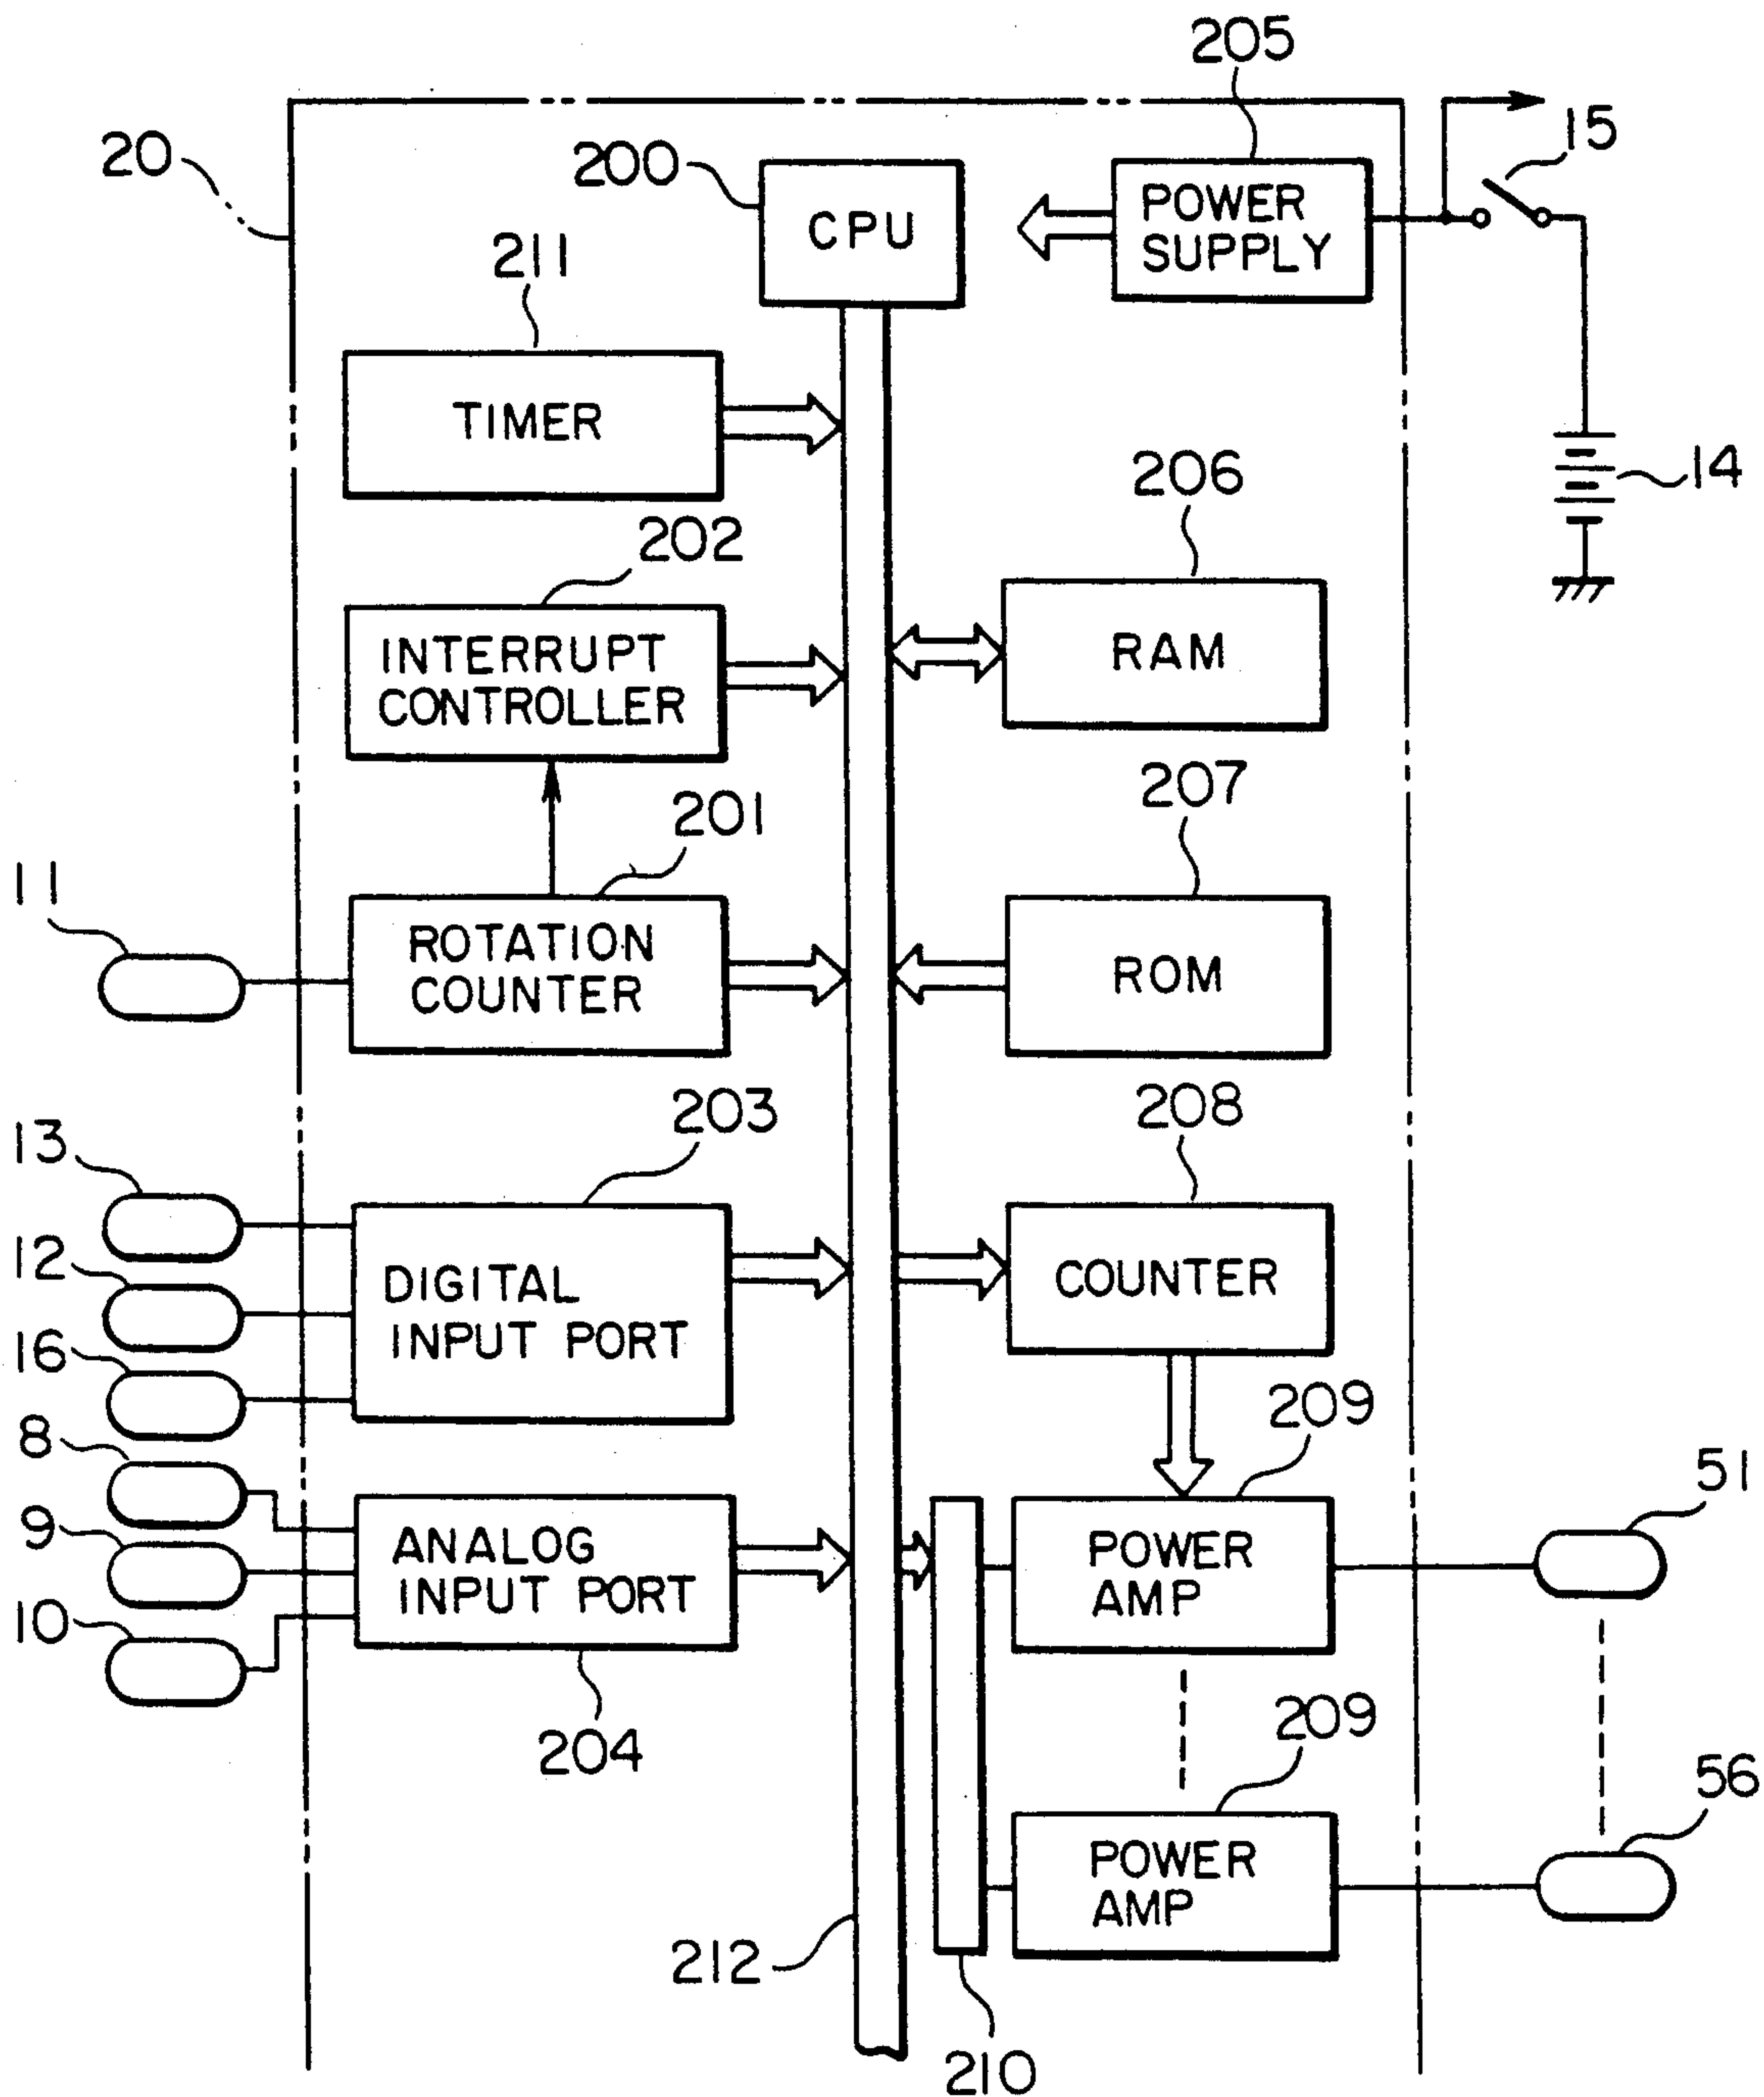 205
15
20
200
CPU
POWER
SUPPLY
211
TIMER
14
206
202
INTERRUPT
CONTROLLER
RAM
207
201
11
ROTATION
COUNTER
ROM
208
203
13
12
DIGITAL
INPUT PORT
COUNTER
16
209
8
51
9
ANALOG
INPUT PORT
POWER
AMP
10
204
209
56
POWER
AMP
212
210